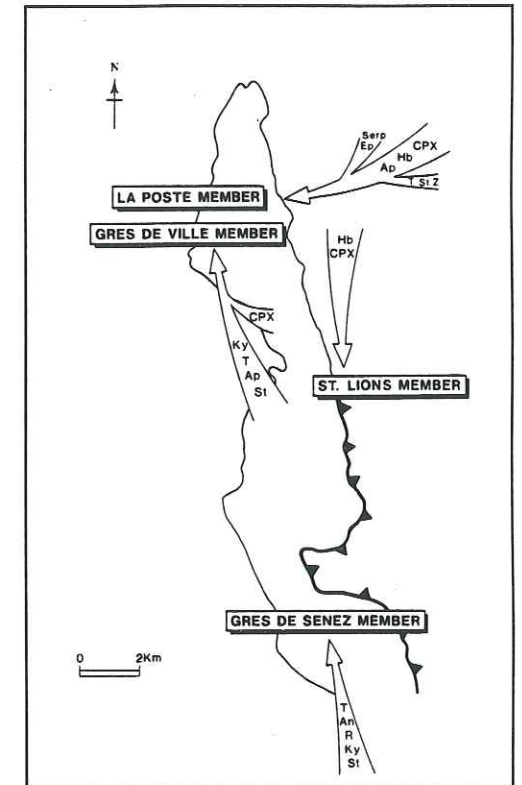 N
Serp
Ep
CPX
Hb
Ap
T St Z
LA POSTE MEMBER
GRES DE VILLE MEMBER
Hb
CPX
CPX
Ky
T
Ap
St
ST. LIONS MEMBER
GRES DE SENEZ MEMBER
0 2Km
T
An
R
Ky
St